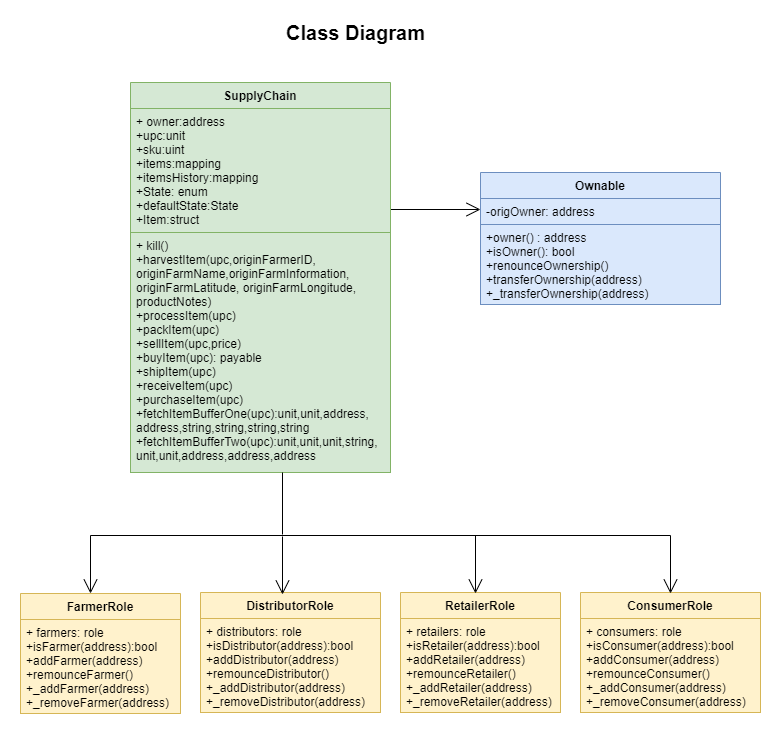 Class Diagram
SupplyChain
+ owner:address
+upc:unit
+sku:uint
+items:mapping
+itemsHistory:mapping
+State: enum
+defaultState:State
+Item:struct
+ kill()
+harvestItem(upc,originFarmerID,
originFarmName,originFarmInformation,
originFarmLatitude, originFarmLongitude,
productNotes)
+processItem(upc)
+packItem(upc)
+sellItem(upc,price)
+buyItem(upc): payable
+shipItem(upc)
+receiveItem(upc)
+purchaseItem(upc)
+fetchItemBufferOne(upc):unit,unit,address,
address,string,string,string,string
+fetchItemBufferTwo(upc):unit,unit,unit,string,
unit,unit,address,address,address
Ownable
-origOwner: address
+owner() : address
+isOwner(): bool
+renounceOwnership()
+transferOwnership(address)
+_transferOwnership(address)
FarmerRole
+ farmers: role
+isFarmer(address):bool
+addFarmer(address)
+remounceFarmer()
+_addFarmer(address)
+_removeFarmer(address)
DistributorRole
+ distributors: role
+isDistributor(address):bool
+addDistributor(address)
+remounceDistributor()
+_addDistributor(address)
+_removeDistributor(address)
RetailerRole
+ retailers: role
+isRetailer(address):bool
+addRetailer(address)
+remounceRetailer()
+_addRetailer(address)
+_removeRetailer(address)
ConsumerRole
+ consumers: role
+isConsumer(address):bool
+addConsumer(address)
+remounceConsumer()
+_addConsumer(address)
+_removeConsumer(address)